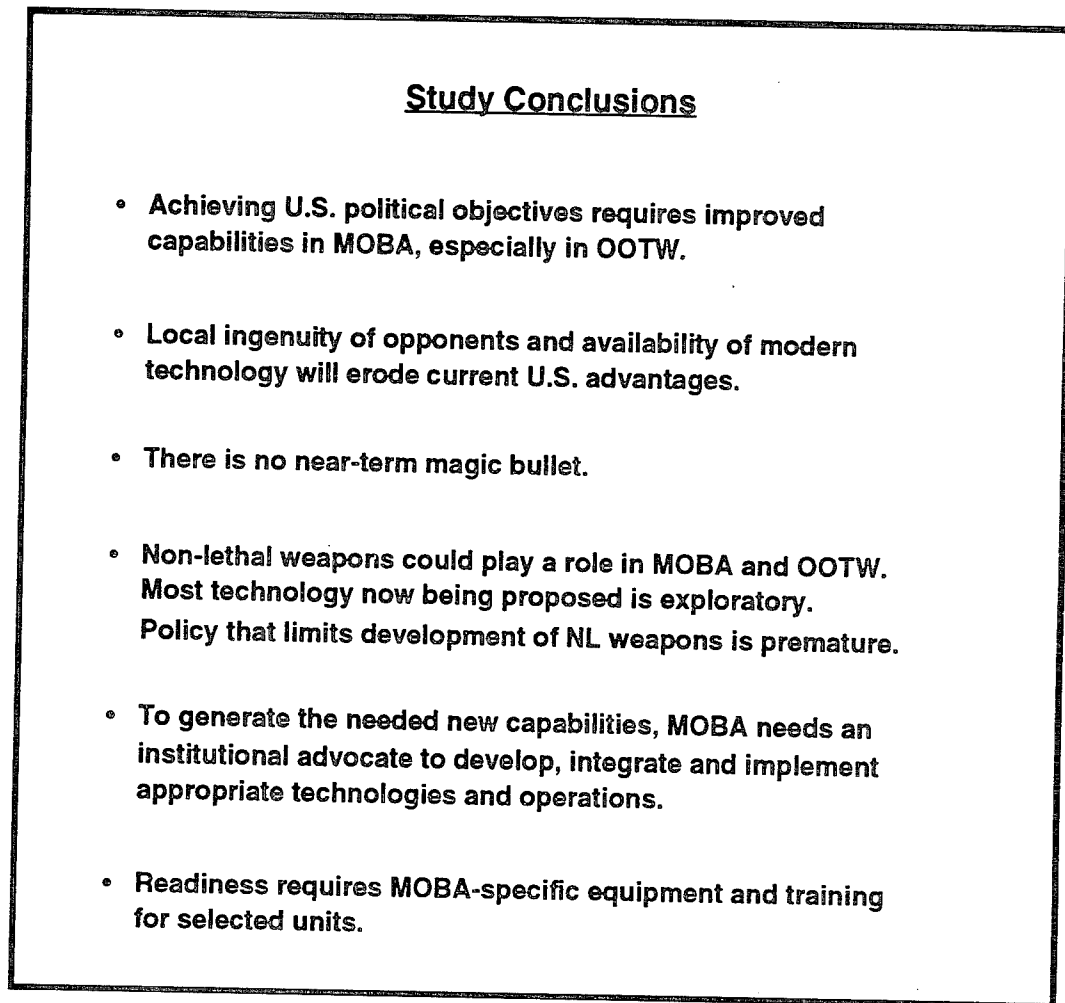 Study Conclusions
• Achieving U.S. political objectives requires improved
capabilities in MOBA, especially in OOTW.
• Local ingenuity of opponents and availability of modern
technology will erode current U.S. advantages.
• There is no near-term magic bullet.
• Non-lethal weapons could play a role in MOBA and OOTW.
Most technology now being proposed is exploratory.
Policy that limits development of NL weapons is premature.
• To generate the needed new capabilities, MOBA needs an
institutional advocate to develop, integrate and implement
appropriate technologies and operations.
• Readiness requires MOBA-specific equipment and training
for selected units.